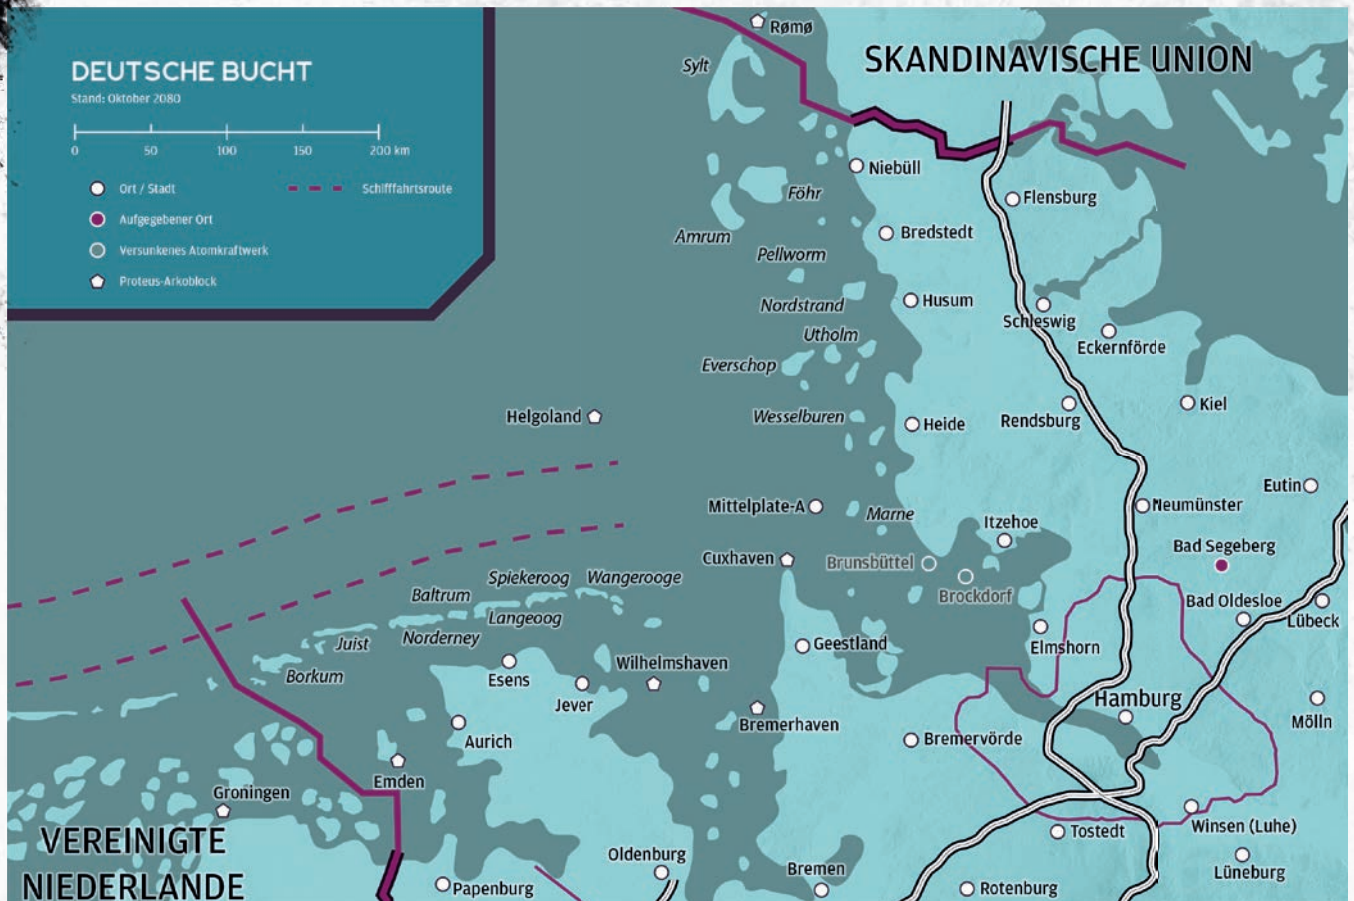 DEUTSCHE BUCHT
Stand: Oktober 2080
0 50 100 150 200 km
Ort / Stadt
Schifffahrtsroute
Aufgegebener Ort
Versunkenes Atomkraftwerk
Proteus-Arkoblock
Rømø
SKANDINAVISCHE UNION
Sylt
Niebüll
Föhr
Flensburg
Amrum
Bredstedt
Pellworm
Nordstrand
Husum
Schleswig
Utholm
Eckernförde
Everschop
Helgoland
Wesselburen
Heide
Rendsburg
Kiel
Eutin
Mittelplate-A
Marne
Neumünster
Itzehoe
Bad Segeberg
Cuxhaven
Brunsbüttel
Spiekeroog
Wangerooge
Brockdorf
Baltrum
Bad Oldesloe
Langeoog
Lübeck
Juist
Norderney
Geestland
Elmshorn
Wilhelmshaven
Borkum
Esens
Jever
Hamburg
Bremerhaven
Mölln
Aurich
Bremervörde
Emden
Groningen
VEREINIGTE
NIEDERLANDE
Tostedt
Winsen (Luhe)
Oldenburg
Bremen
Lüneburg
Papenburg
Rotenburg